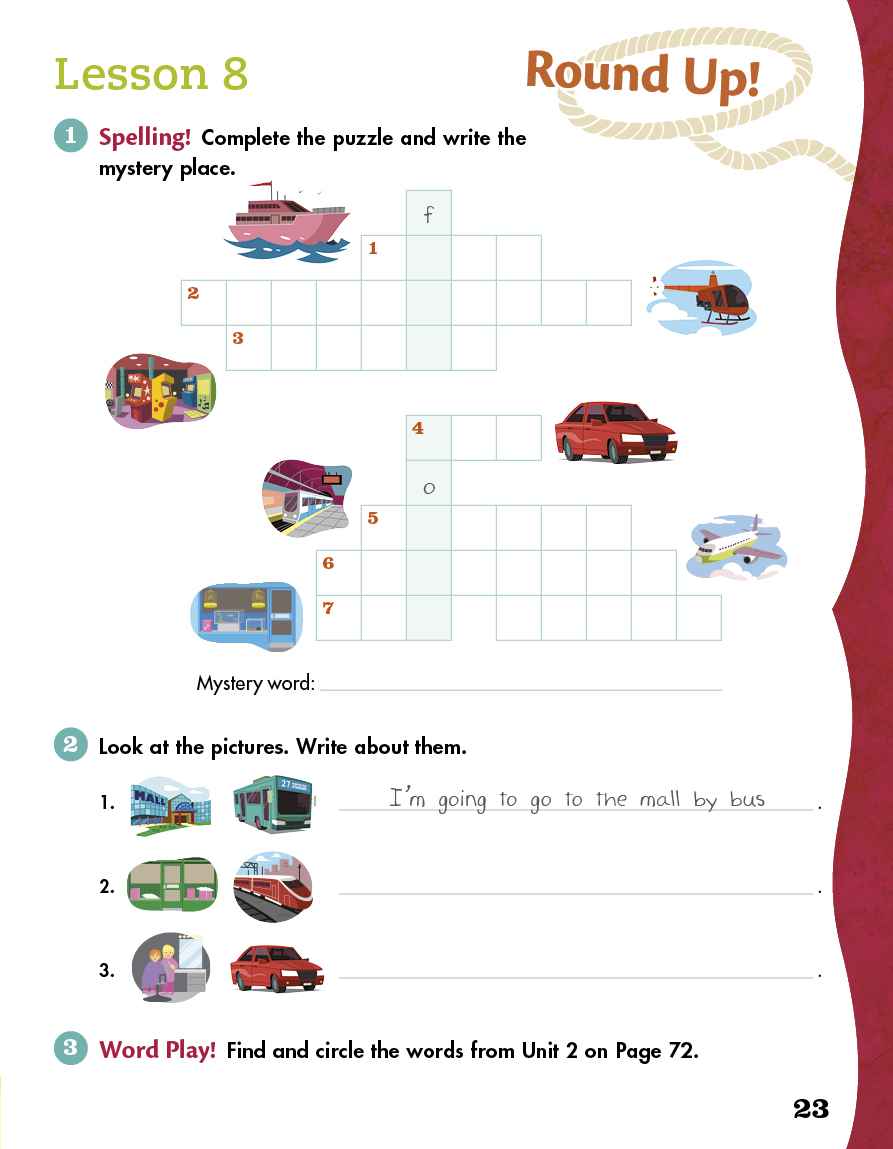 Lesson 8
Round Up!
1 Spelling! Complete the puzzle and write the
mystery place.
f
1
2
3
4
o
5
6
7
Mystery word:
2 Look at the pictures. Write about them.
1. MALL 27 I'm going to go to the mall by bus .
2. .
3. .
3 Word Play! Find and circle the words from Unit 2 on Page 72.
23